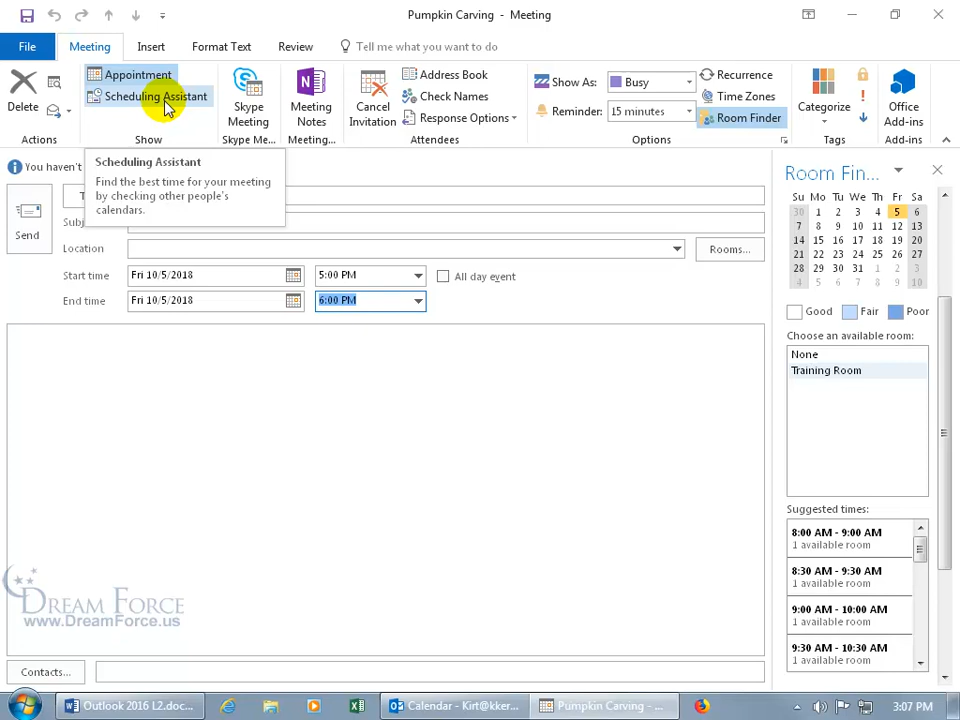 Pumpkin Carving - Meeting
File
Meeting
Insert
Format Text
Review
Tell me what you want to do
Delete
Actions
Appointment
Scheduling Assistant
Show
Skype
Meeting
Skype Me...
Meeting
Notes
Meeting...
Cancel
Invitation
Address Book
Check Names
Response Options
Attendees
Show As:
Busy
Reminder:
15 minutes
Recurrence
Time Zones
Room Finder
Options
Categorize
Tags
Office
Add-ins
Add-ins
You haven't
Scheduling Assistant
Find the best time for your meeting
by checking other people's
calendars.
Send
Subj
Location
Rooms...
Start time
Fri 10/5/2018
5:00 PM
All day event
End time
Fri 10/5/2018
6:00 PM
Room Fin...
Su Mo Tu We Th Fr Sa
30 1 2 3 4 5 6
7 8 9 10 11 12 13
14 15 16 17 18 19 20
21 22 23 24 25 26 27
28 29 30 31 1 2 3
4 5 6 7 8 9 10
Good
Fair
Poor
Choose an available room:
None
Training Room
Suggested times:
8:00 AM - 9:00 AM
1 available room
8:30 AM - 9:30 AM
1 available room
9:00 AM - 10:00 AM
1 available room
9:30 AM - 10:30 AM
1 available room
DREAM FORCE
www.DreamForce.us
Contacts...
Outlook 2016 L2.doc...
Calendar - Kirt@kker...
Pumpkin Carving - ...
3:07 PM